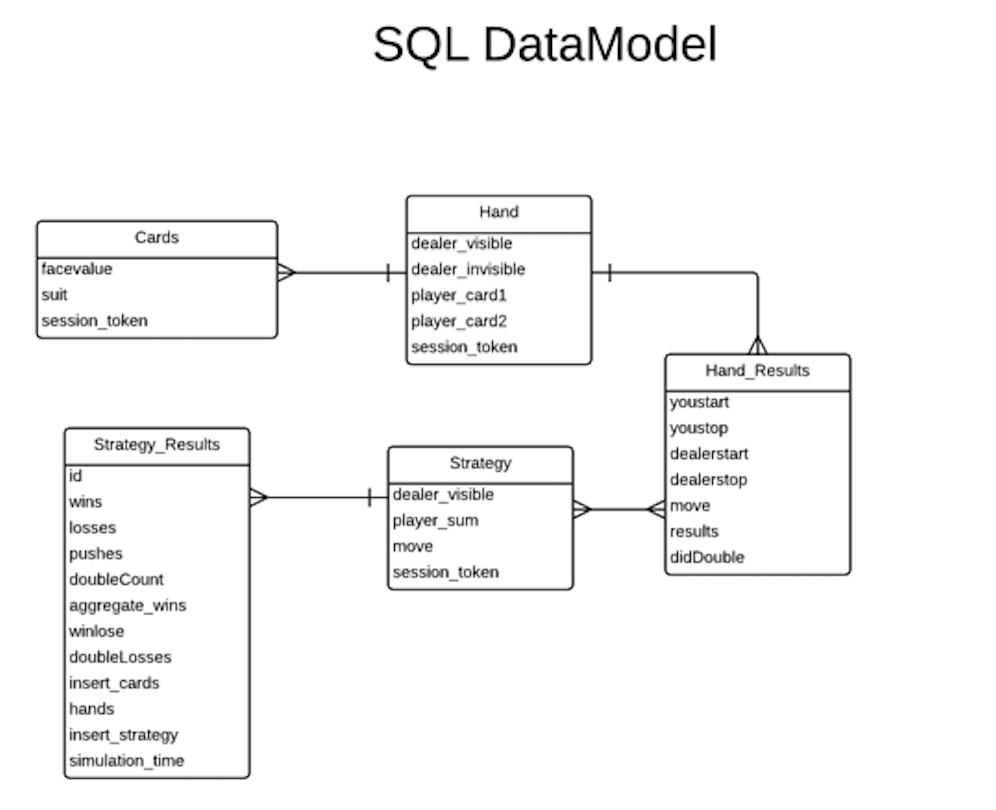 SQL DataModel
Cards
facevalue
suit
session_token
Hand
dealer_visible
dealer_invisible
player_card1
player_card2
session_token
Hand_Results
youstart
youstop
dealerstart
dealerstop
move
results
didDouble
Strategy_Results
id
wins
losses
pushes
doubleCount
aggregate_wins
winlose
doubleLosses
insert_cards
hands
insert_strategy
simulation_time
Strategy
dealer_visible
player_sum
move
session_token